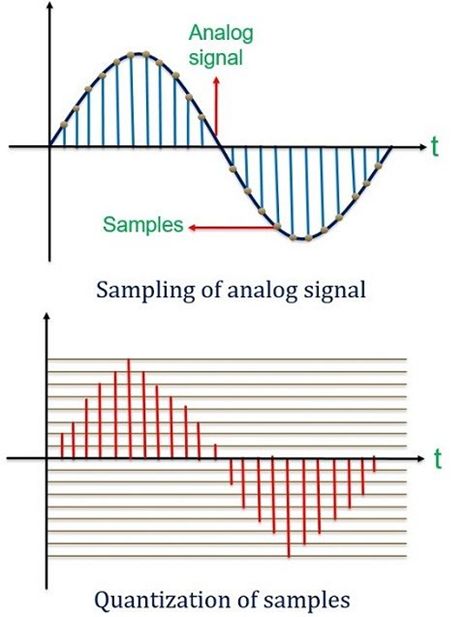 Analog
signal
t
Samples
Sampling of analog signal
t
Quantization of samples